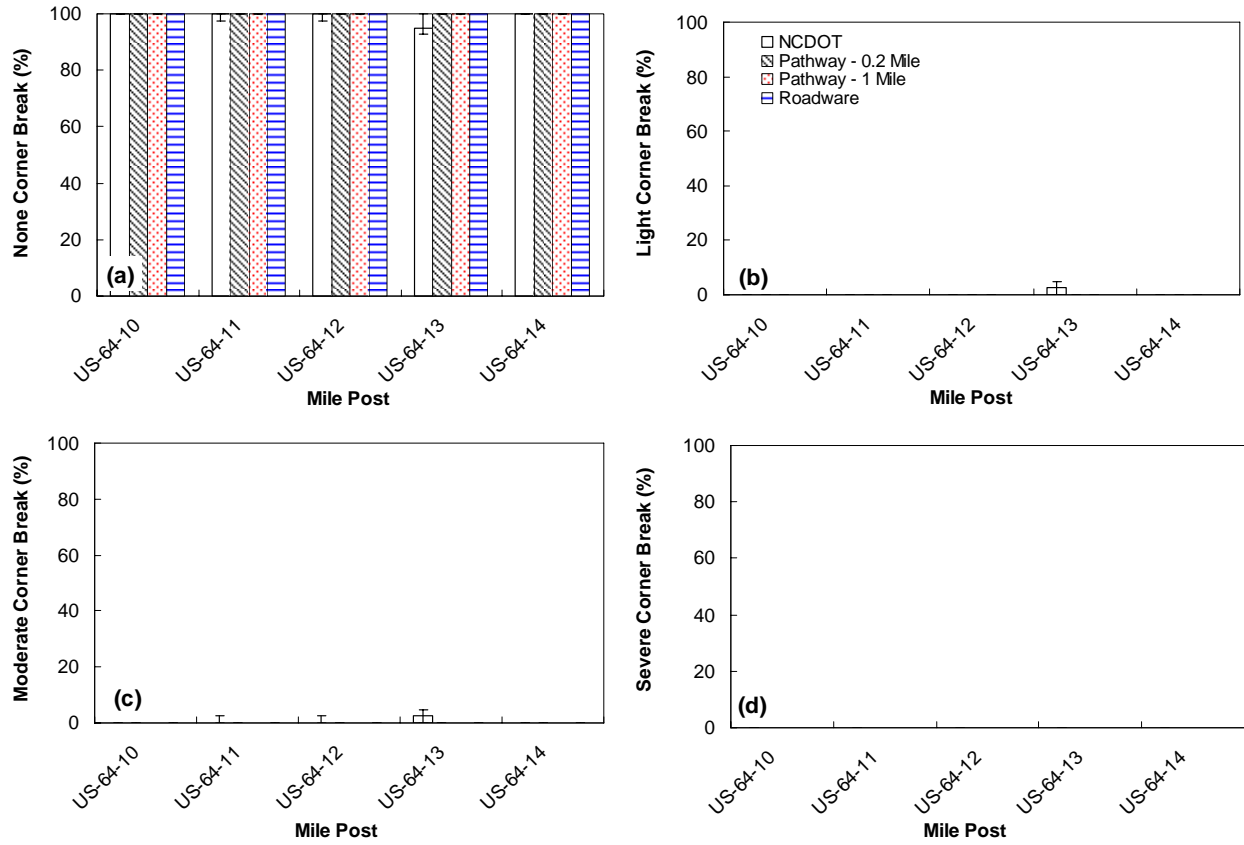 None Corner Break (%)
100
80
60
40
20
0
(a)
US-64-10
US-64-11
US-64-12
US-64-13
US-64-14
Mile Post
Light Corner Break (%)
100
80
60
40
20
0
NCDOT
Pathway - 0.2 Mile
Pathway - 1 Mile
Roadware
(b)
US-64-10
US-64-11
US-64-12
US-64-13
US-64-14
Mile Post
Moderate Corner Break (%)
100
80
60
40
20
0
(c)
US-64-10
US-64-11
US-64-12
US-64-13
US-64-14
Mile Post
Severe Corner Break (%)
100
80
60
40
20
0
(d)
US-64-10
US-64-11
US-64-12
US-64-13
US-64-14
Mile Post